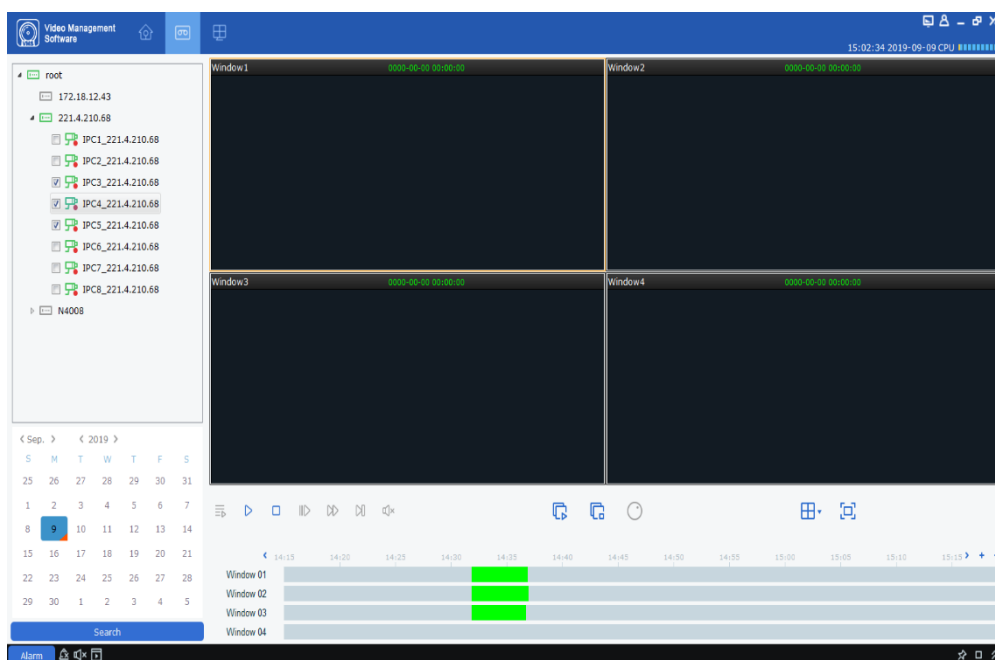 Video Management
Software
15:02:34 2019-09-09 CPU
root
172.18.12.43
221.4.210.68
IPC1_221.4.210.68
IPC2_221.4.210.68
IPC3_221.4.210.68
IPC4_221.4.210.68
IPC5_221.4.210.68
IPC6_221.4.210.68
IPC7_221.4.210.68
IPC8_221.4.210.68
N4008
Window1 0000-00-00 00:00:00
Window2 0000-00-00 00:00:00
Window3 0000-00-00 00:00:00
Window4 0000-00-00 00:00:00
Sep. 2019
S M T W T F S
25 26 27 28 29 30 31
1 2 3 4 5 6 7
8 9 10 11 12 13 14
15 16 17 18 19 20 21
22 23 24 25 26 27 28
29 30 1 2 3 4 5
Search
14:15 14:20 14:25 14:30 14:35 14:40 14:45 14:50 14:55 15:00 15:05 15:10 15:15
Window 01
Window 02
Window 03
Window 04
Alarm